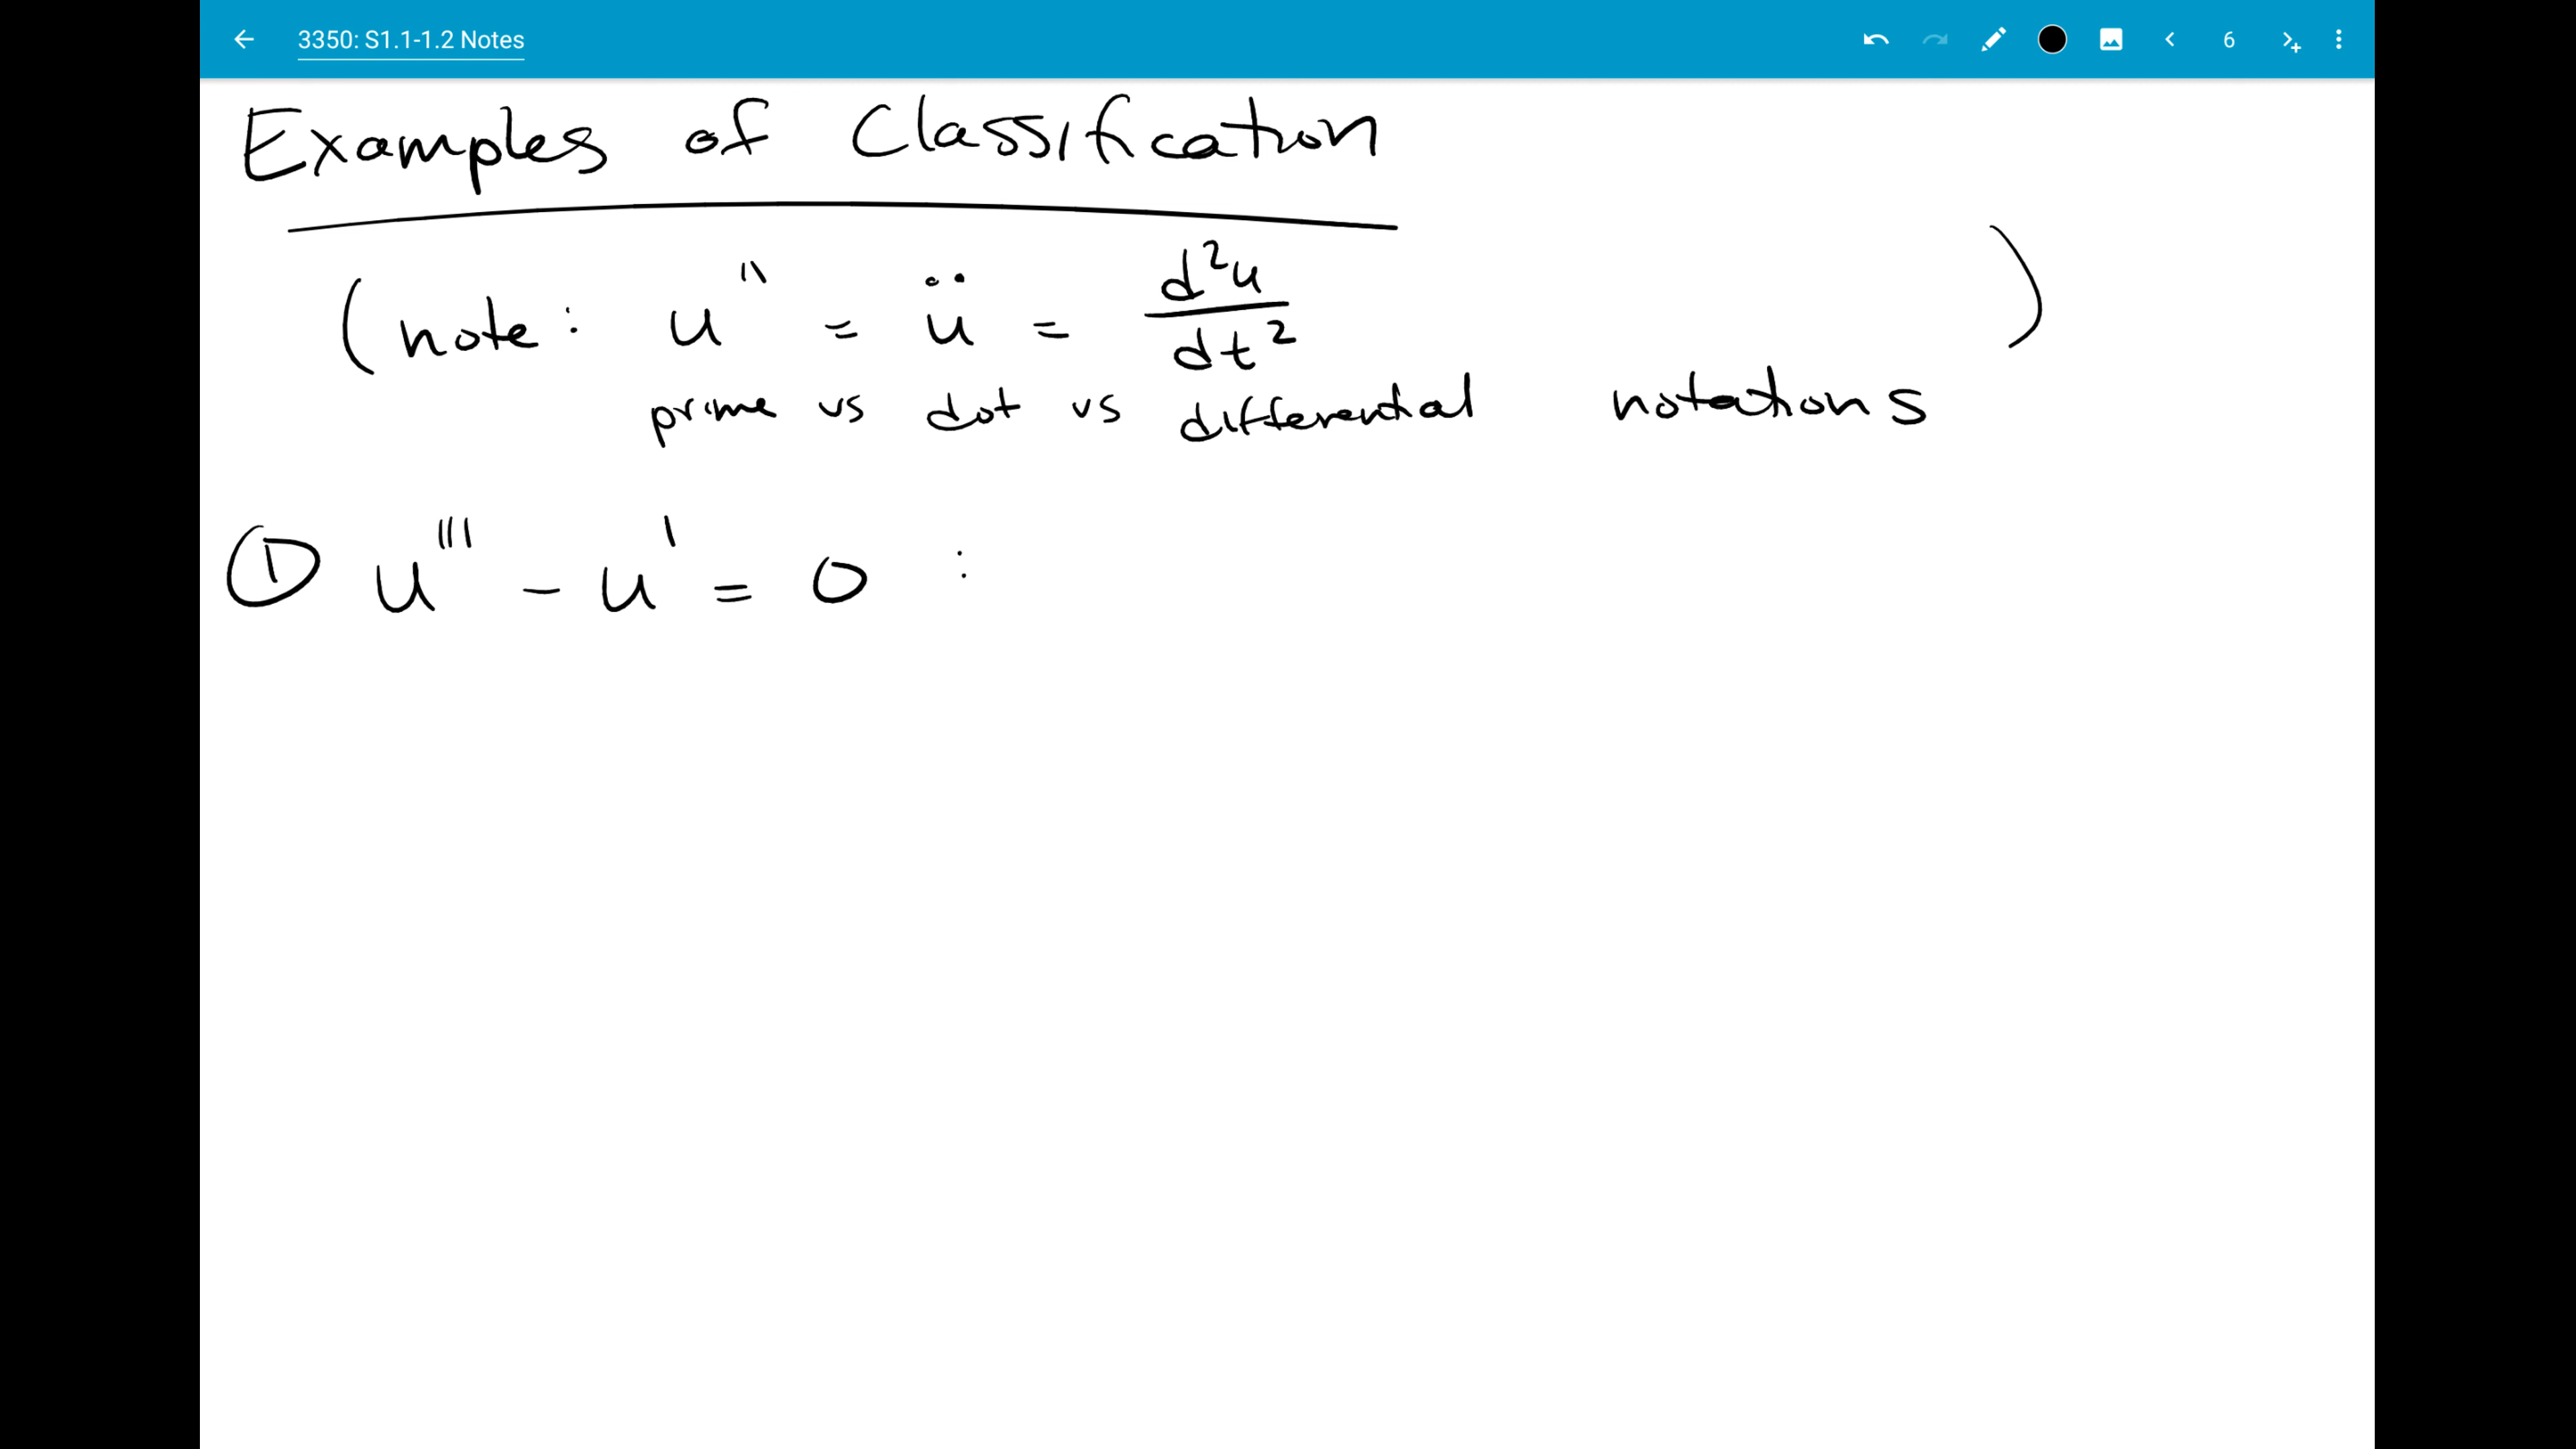 3350: S1.1-1.2 Notes
6
Examples of Classification
(note: u'' = ü = d²u/dt² )
prime vs dot vs differential notations
① u''' - u' = 0 :